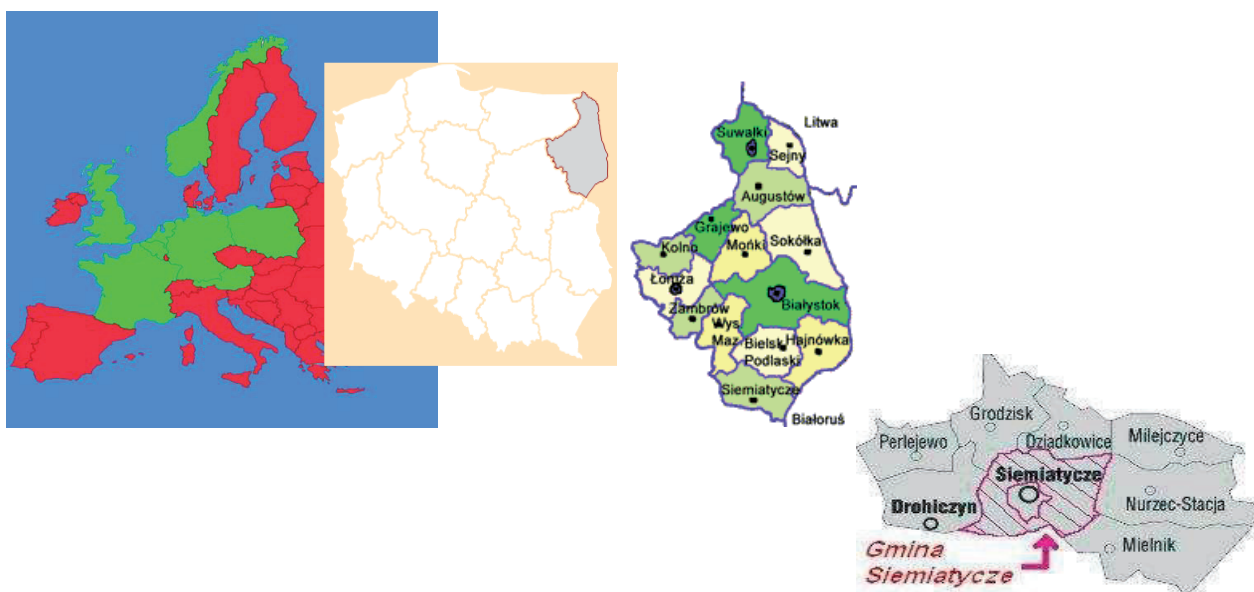 Suwałki
Litwa
Sejny
Augustów
Grajewo
Kolno
Mońki
Sokółka
Łomża
Białystok
Zambrów
Wys.
Maz.
Bielsk
Podlaski
Hajnówka
Siemiatycze
Białoruś
Grodzisk
Perlejewo
Dziadkowice
Milejczyce
Siemiatycze
Drohiczyn
Nurzec-Stacja
Mielnik
Gmina
Siemiatycze